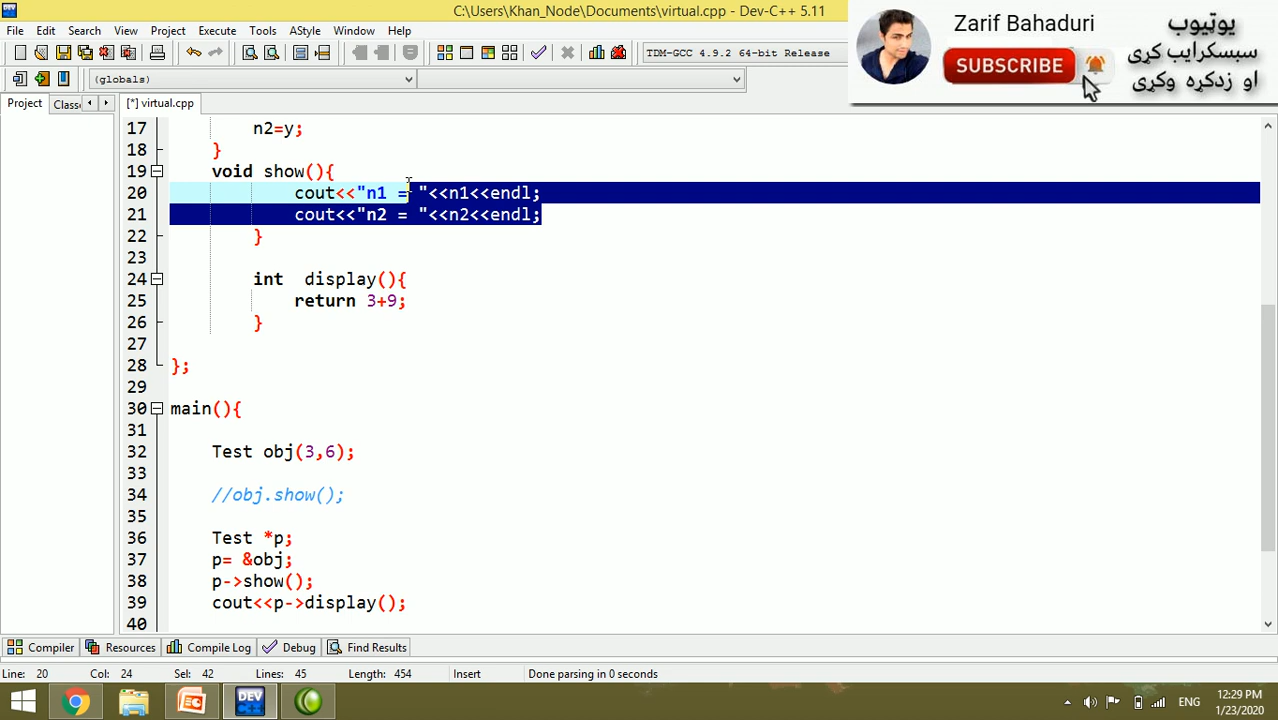 C:\Users\Khan_Node\Documents\virtual.cpp - Dev-C++ 5.11
File Edit Search View Project Execute Tools AStyle Window Help
TDM-GCC 4.9.2 64-bit Release
(globals)
Project Classe [*] virtual.cpp
Zarif Bahaduri
SUBSCRIBE
یوټیوب
سبسکرایب کړی
او زدکړه وکړی
17 n2=y;
18 }
19 void show(){
20 cout<<"n1 = "<<n1<<endl;
21 cout<<"n2 = "<<n2<<endl;
22 }
23
24 int  display(){
25 return 3+9;
26 }
27
28 };
29
30 main(){
31
32 Test obj(3,6);
33
34 //obj.show();
35
36 Test *p;
37 p= &obj;
38 p->show();
39 cout<<p->display();
40
Compiler Resources Compile Log Debug Find Results
Line: 20 Col: 24 Sel: 42 Lines: 45 Length: 454 Insert Done parsing in 0 seconds
DEV C++
ENG
12:29 PM
1/23/2020